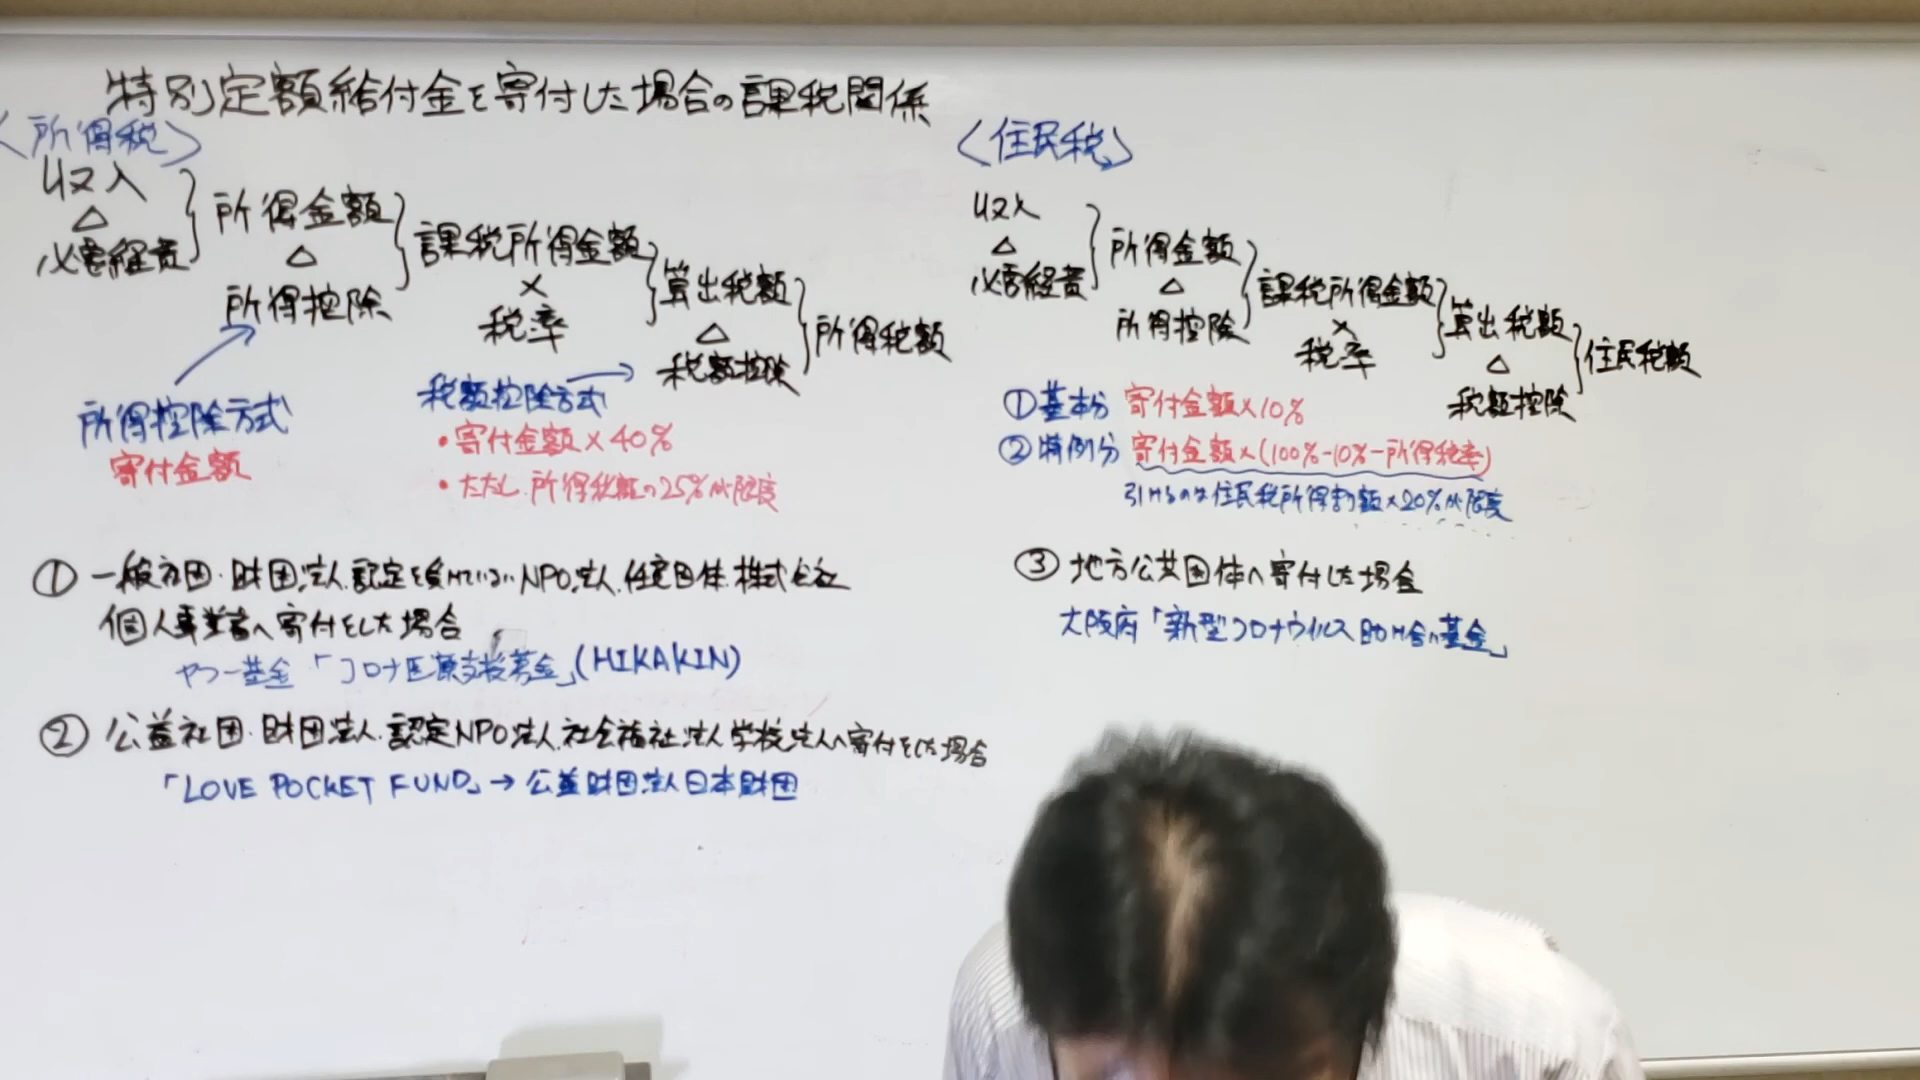 特別定額給付金を寄付した場合の課税関係
〈所得税〉
収入
△
必要経費
所得金額
△
所得控除
課税所得金額
×
税率
算出税額
△
税額控除
所得税額
所得控除方式
寄付金額
税額控除方式
・寄付金額×40%
・ただし、所得税額の25%が限度
① 一般社団・財団法人、認定を受けていないNPO法人、任意団体、株式会社
個人事業者へ寄付をした場合
ヤフー基金「コロナ医療支援募金」(HIKAKIN)
② 公益社団・財団法人、認定NPO法人、社会福祉法人、学校法人へ寄付をした場合
「LOVE POCKET FUND」→公益財団法人日本財団
〈住民税〉
収入
△
必要経費
所得金額
△
所得控除
課税所得金額
×
税率
算出税額
△
税額控除
住民税額
①基本分 寄付金額×10%
②特例分 寄付金額×(100%-10%-所得税率)
引けるのは住民税所得割額×20%が限度
③ 地方公共団体へ寄付した場合
大阪府「新型コロナウイルス助け合い基金」